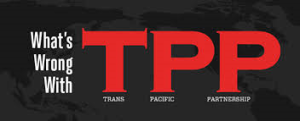 What's
Wrong
With
TPP
TRANS PACIFIC PARTNERSHIP